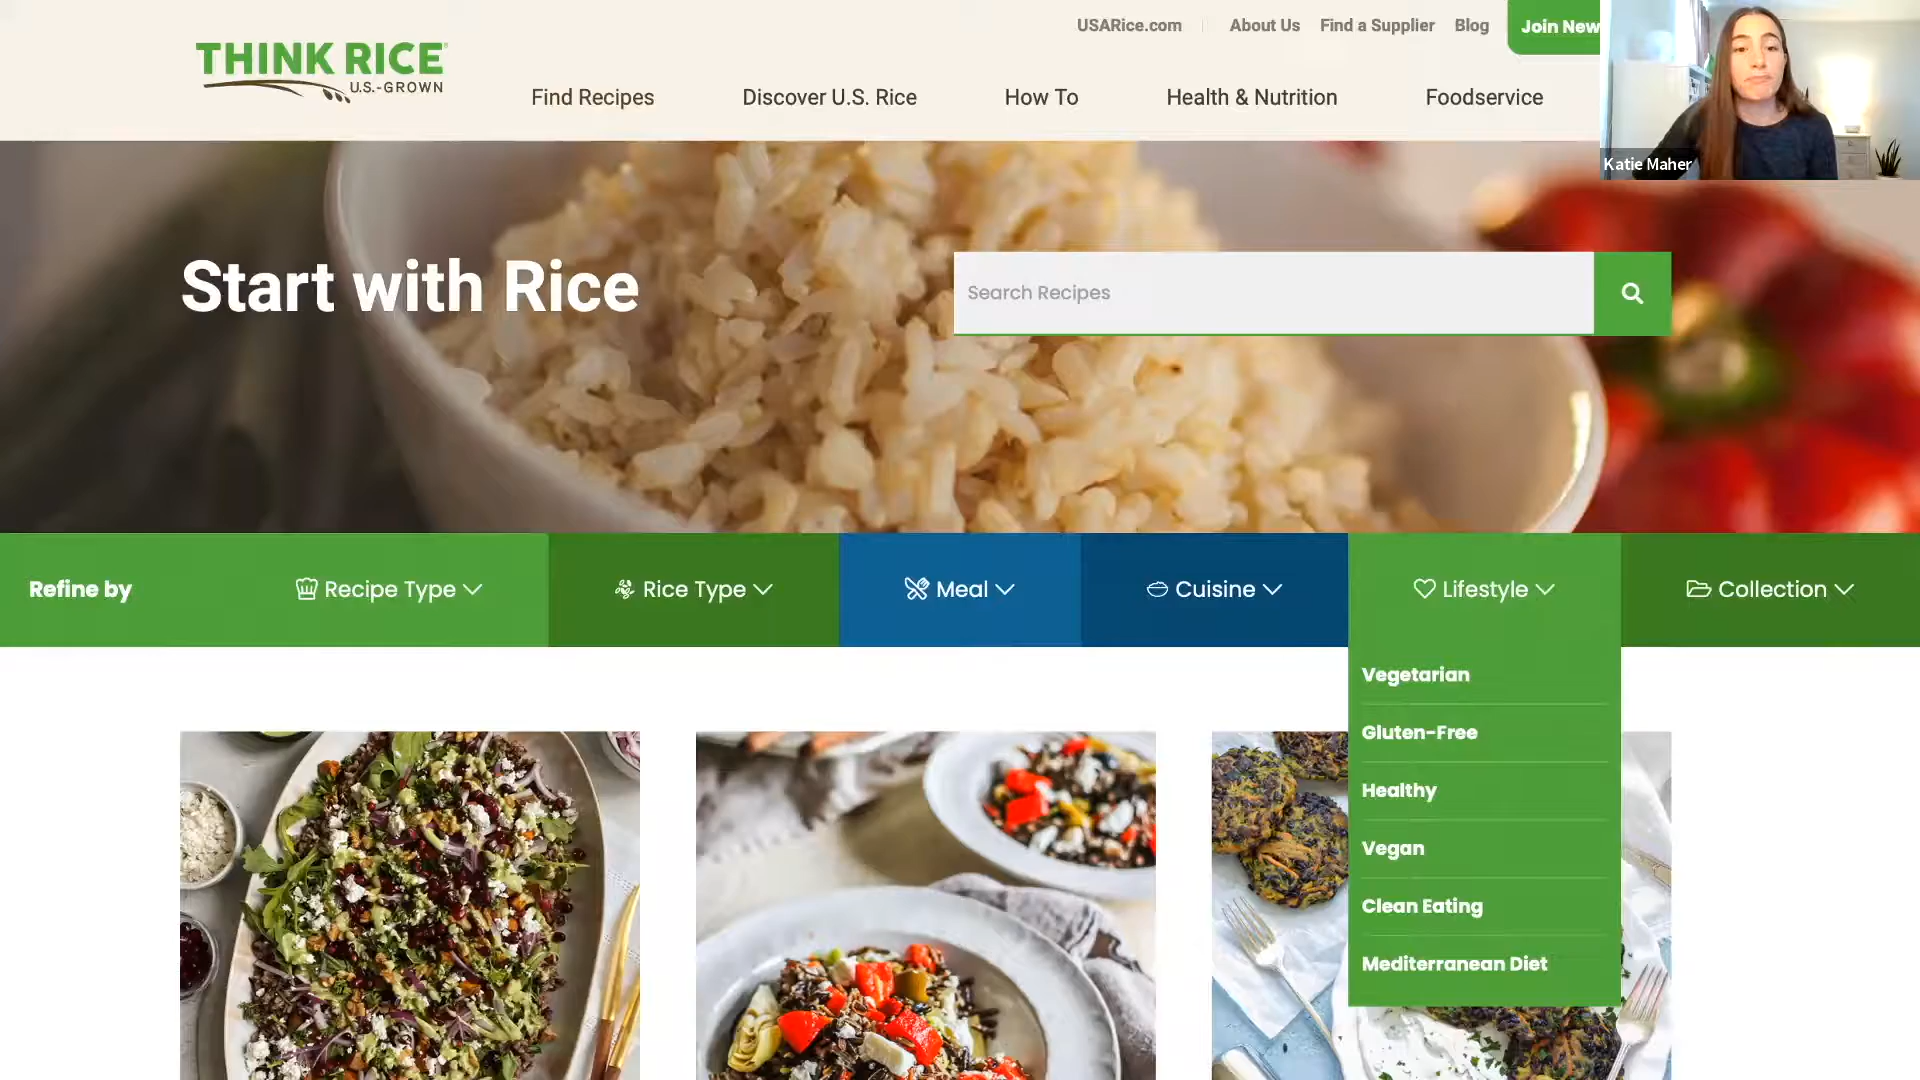 USARice.com
About Us
Find a Supplier
Blog
Join New
THINK RICE
U.S.-GROWN
Find Recipes
Discover U.S. Rice
How To
Health & Nutrition
Foodservice
Katie Maher
Start with Rice
Search Recipes
Refine by
Recipe Type
Rice Type
Meal
Cuisine
Lifestyle
Collection
Vegetarian
Gluten-Free
Healthy
Vegan
Clean Eating
Mediterranean Diet